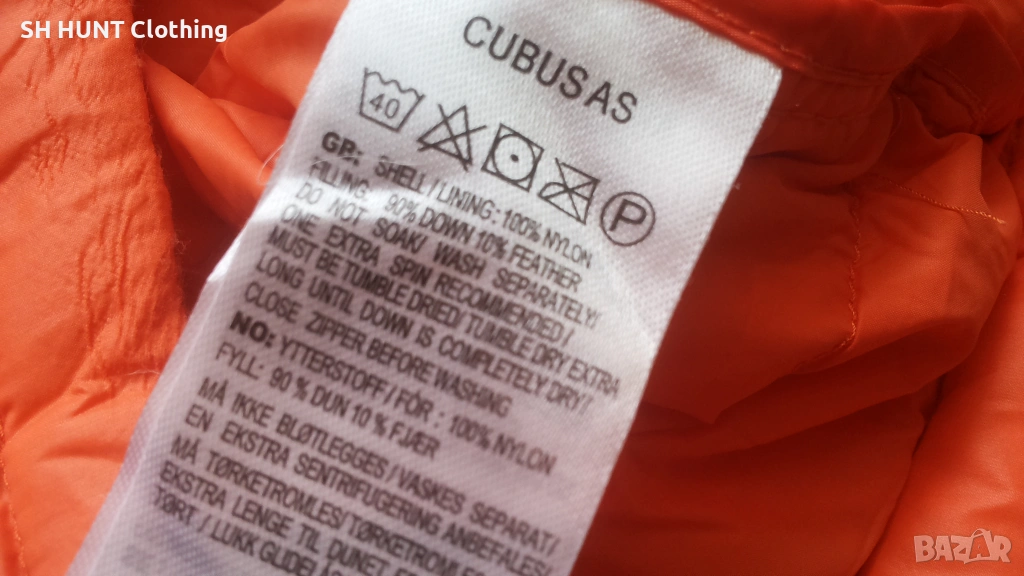 SH HUNT Clothing
CUBUS AS
40
P
GB: SHELL / LINING: 100% NYLON
FILLING: 90% DOWN 10% FEATHER
DO NOT SOAK/ WASH SEPARATELY/
ONE EXTRA SPIN RECOMMENDED/
MUST BE TUMBLE DRIED/ TUMBLE DRY EXTRA
LONG UNTIL DOWN IS COMPLETELY DRY/
CLOSE ZIPPER BEFORE WASHING
NO: YTTERSTOFF / FÔR : 100% NYLON
FYLL: 90 % DUN 10 % FJÆR
MÅ IKKE BLØTLEGGES / VASKES SEPARAT/
EN EKSTRA SENTRIFUGERING ANBEFALES/
MÅ TØRKETROMLES/ TØRKETROMLES
EKSTRA LENGE TIL DUNET
TØRT / LUKK
BAZAR